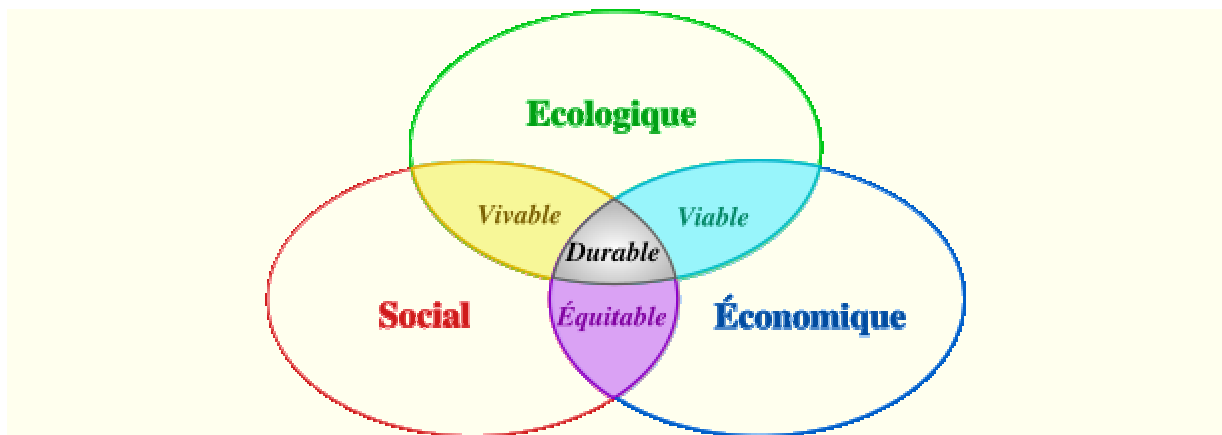 Ecologique
Vivable
Viable
Durable
Social
Équitable
Économique